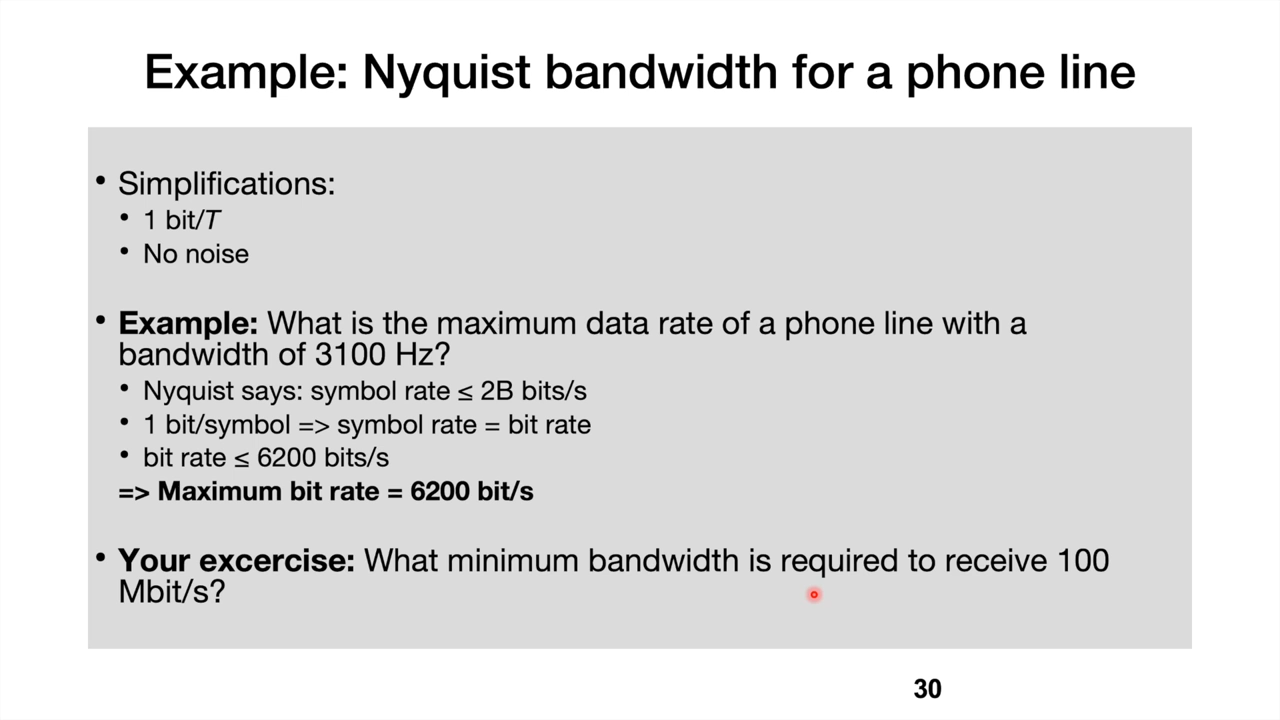 Example: Nyquist bandwidth for a phone line
• Simplifications:
• 1 bit/T
• No noise
• Example: What is the maximum data rate of a phone line with a
bandwidth of 3100 Hz?
• Nyquist says: symbol rate ≤ 2B bits/s
• 1 bit/symbol => symbol rate = bit rate
• bit rate ≤ 6200 bits/s
=> Maximum bit rate = 6200 bit/s
• Your excercise: What minimum bandwidth is required to receive 100
Mbit/s?
30